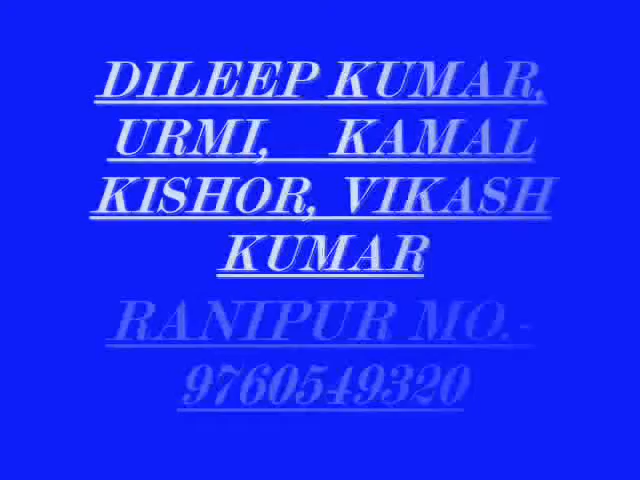 DILEEP KUMAR,
URMI, KAMAL
KISHOR, VIKASH
KUMAR
RANIPUR MO.-
9760549320